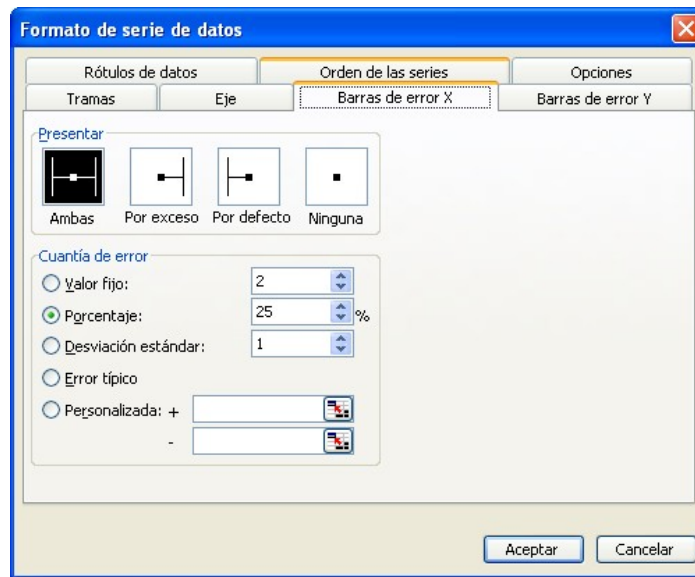 Formato de serie de datos
Rótulos de datos
Orden de las series
Opciones
Tramas
Eje
Barras de error X
Barras de error Y
Presentar
Ambas
Por exceso
Por defecto
Ninguna
Cuantía de error
Valor fijo: 2
Porcentaje: 25 %
Desviación estándar: 1
Error típico
Personalizada: +
-
Aceptar
Cancelar